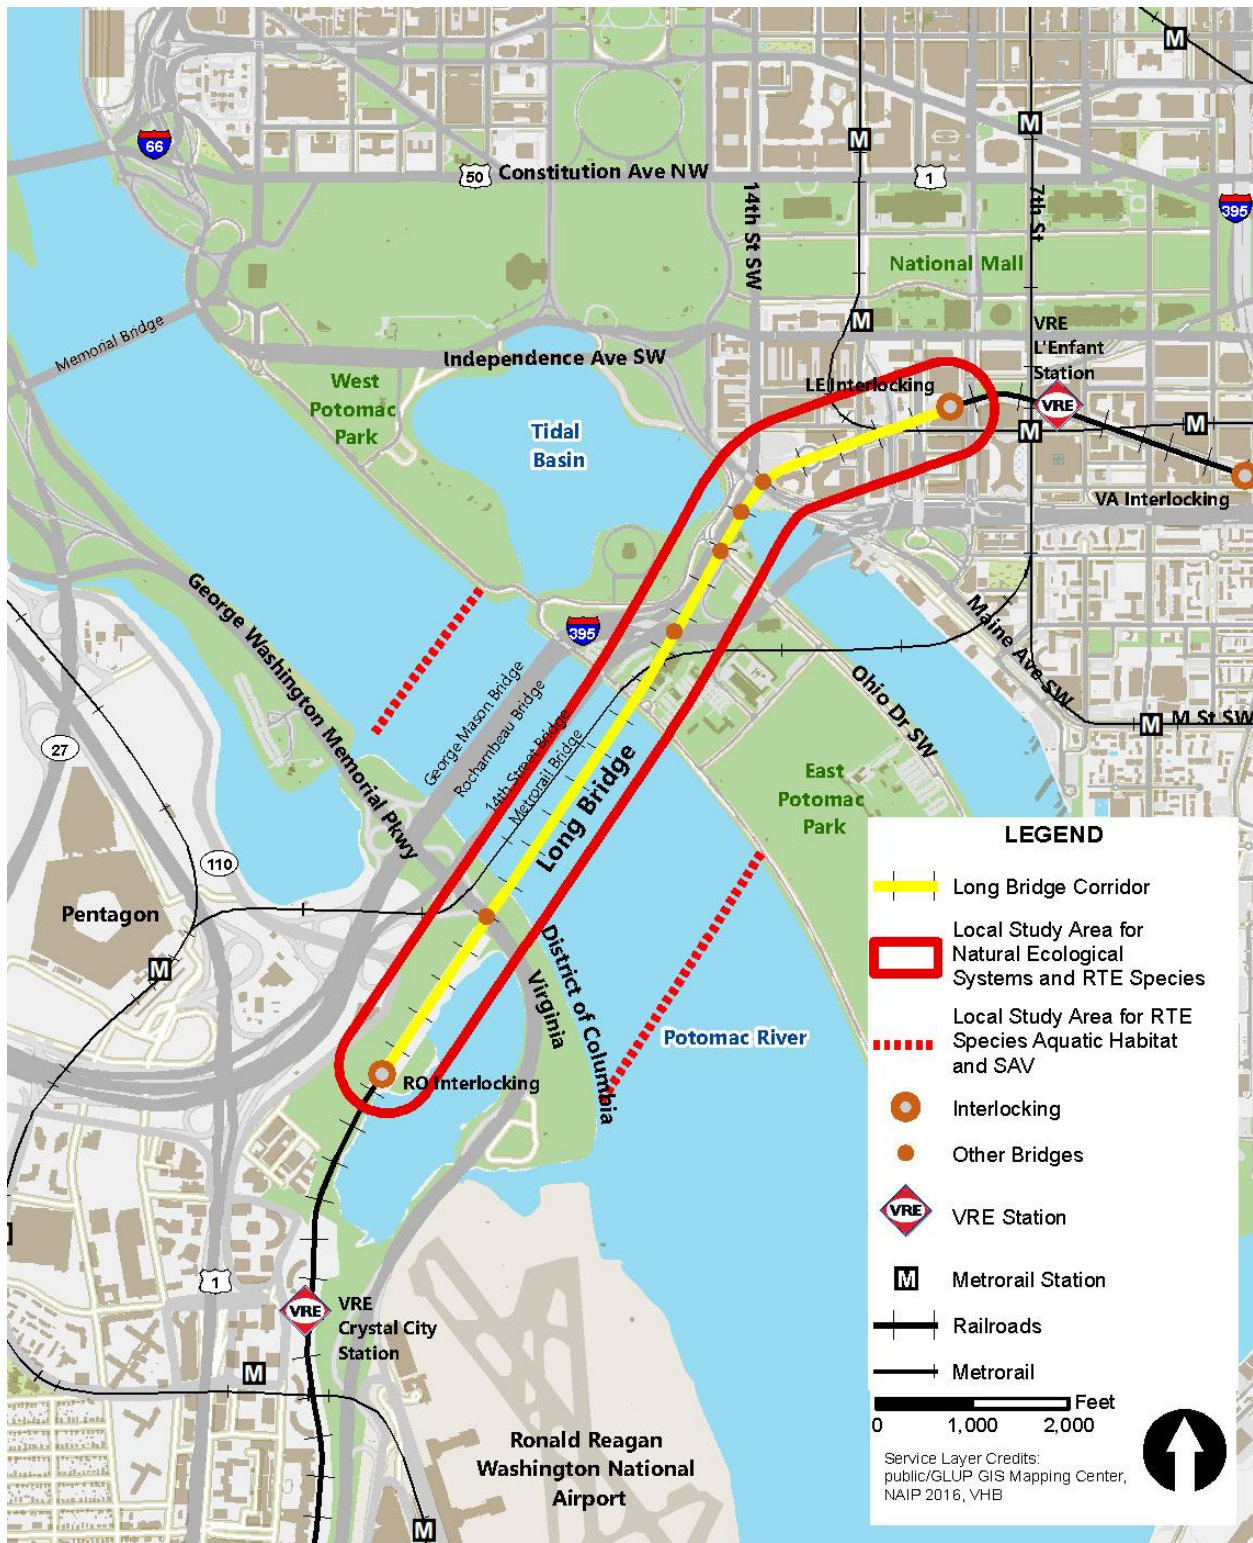 M
66
M
M
50
Constitution Ave NW
1
14th St SW
7th St
395
National Mall
Memorial Bridge
M
VRE
L'Enfant
Station
Independence Ave SW
West
Potomac
Park
LE Interlocking
VRE
M
M
Tidal
Basin
VA Interlocking
George Washington Memorial Pkwy
395
Maine Ave SW
George Mason Bridge
Rochambeau Bridge
14th Street Bridge
Metrorail Bridge
Long Bridge
Ohio Dr SW
M
M St SW
27
East
Potomac
Park
110
Pentagon
M
District of Columbia
Virginia
Potomac River
RO Interlocking
1
VRE
VRE
Crystal City
Station
M
Ronald Reagan
Washington National
Airport
M
LEGEND
Long Bridge Corridor
Local Study Area for
Natural Ecological
Systems and RTE Species
Local Study Area for RTE
Species Aquatic Habitat
and SAV
Interlocking
Other Bridges
VRE
VRE Station
M
Metrorail Station
Railroads
Metrorail
Feet
0 1,000 2,000
Service Layer Credits:
public/GLUP GIS Mapping Center,
NAIP 2016, VHB